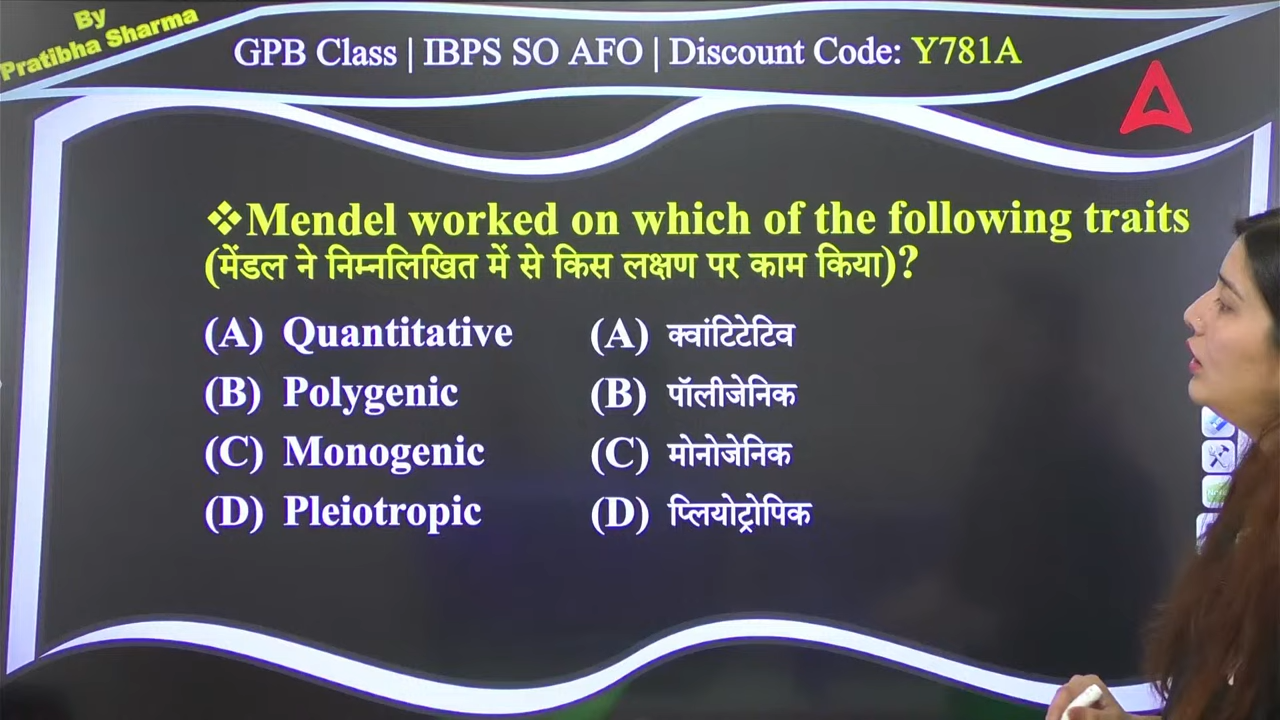 By
Pratibha Sharma
GPB Class | IBPS SO AFO | Discount Code: Y781A
❖Mendel worked on which of the following traits
(मेंडल ने निम्नलिखित में से किस लक्षण पर काम किया)?
(A) Quantitative (A) क्वांटिटेटिव
(B) Polygenic (B) पॉलीजेनिक
(C) Monogenic (C) मोनोजेनिक
(D) Pleiotropic (D) प्लियोट्रोपिक